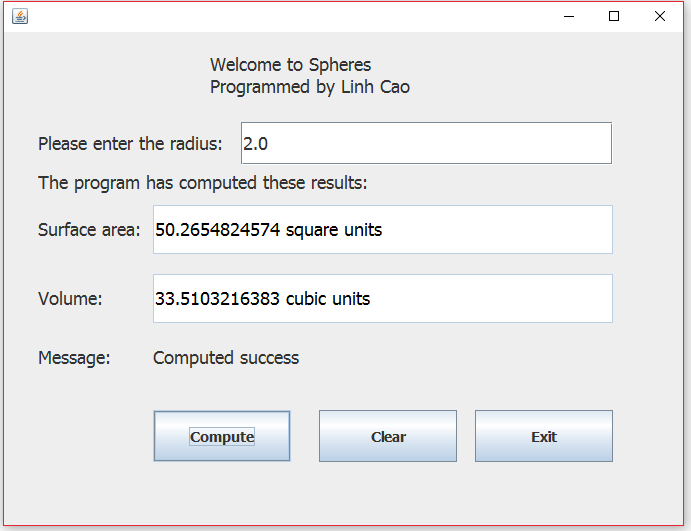 Welcome to Spheres
Programmed by Linh Cao
Please enter the radius: 2.0
The program has computed these results:
Surface area: 50.2654824574 square units
Volume: 33.5103216383 cubic units
Message: Computed success
Compute Clear Exit